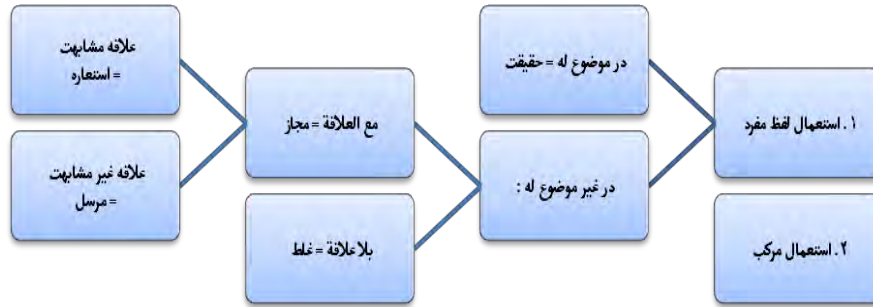 ۱. استعمال لفظ مفرد
۲. استعمال مرکب
در موضوع له = حقیقت
در غیر موضوع له :
مع العلاقة = مجاز
بلاعلاقة = غلط
علاقه مشابهت
= استعاره
علاقه غیر مشابهت
= مرسل